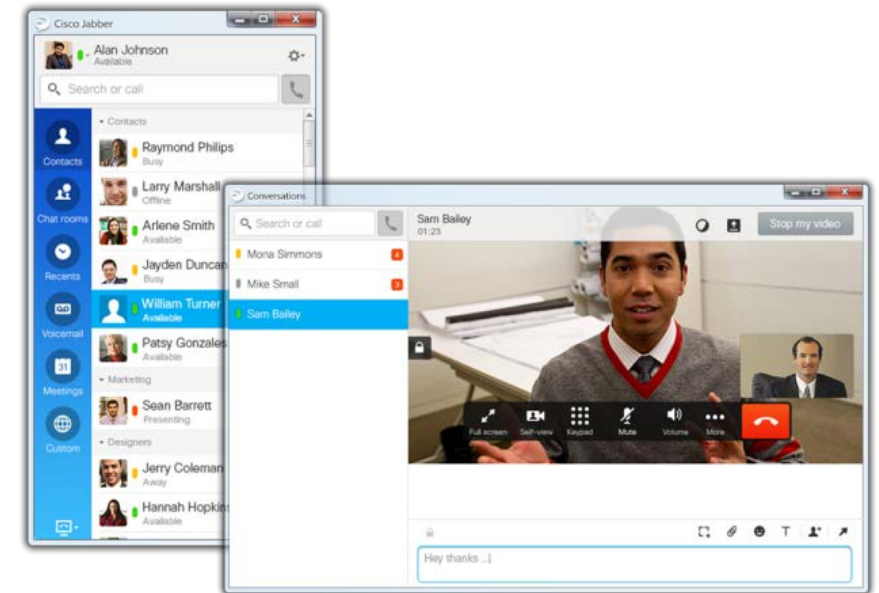 Cisco Jabber
Alan Johnson
Available
Search or call
Contacts
Chat rooms
Recents
Voicemail
31
Meetings
Custom
Contacts
Raymond Philips
Busy
Larry Marshall
Offline
Arlene Smith
Available
Jayden Duncan
Busy
William Turner
Available
Patsy Gonzales
Available
Marketing
Sean Barrett
Presenting
Designers
Jerry Coleman
Away
Hannah Hopkins
Available
Conversations
Search or call
Mona Simmons 4
Mike Small 3
Sam Bailey
Sam Bailey
01:23
Stop my video
Full screen Self-view Keypad Mute Volume More
T
Hey thanks ...